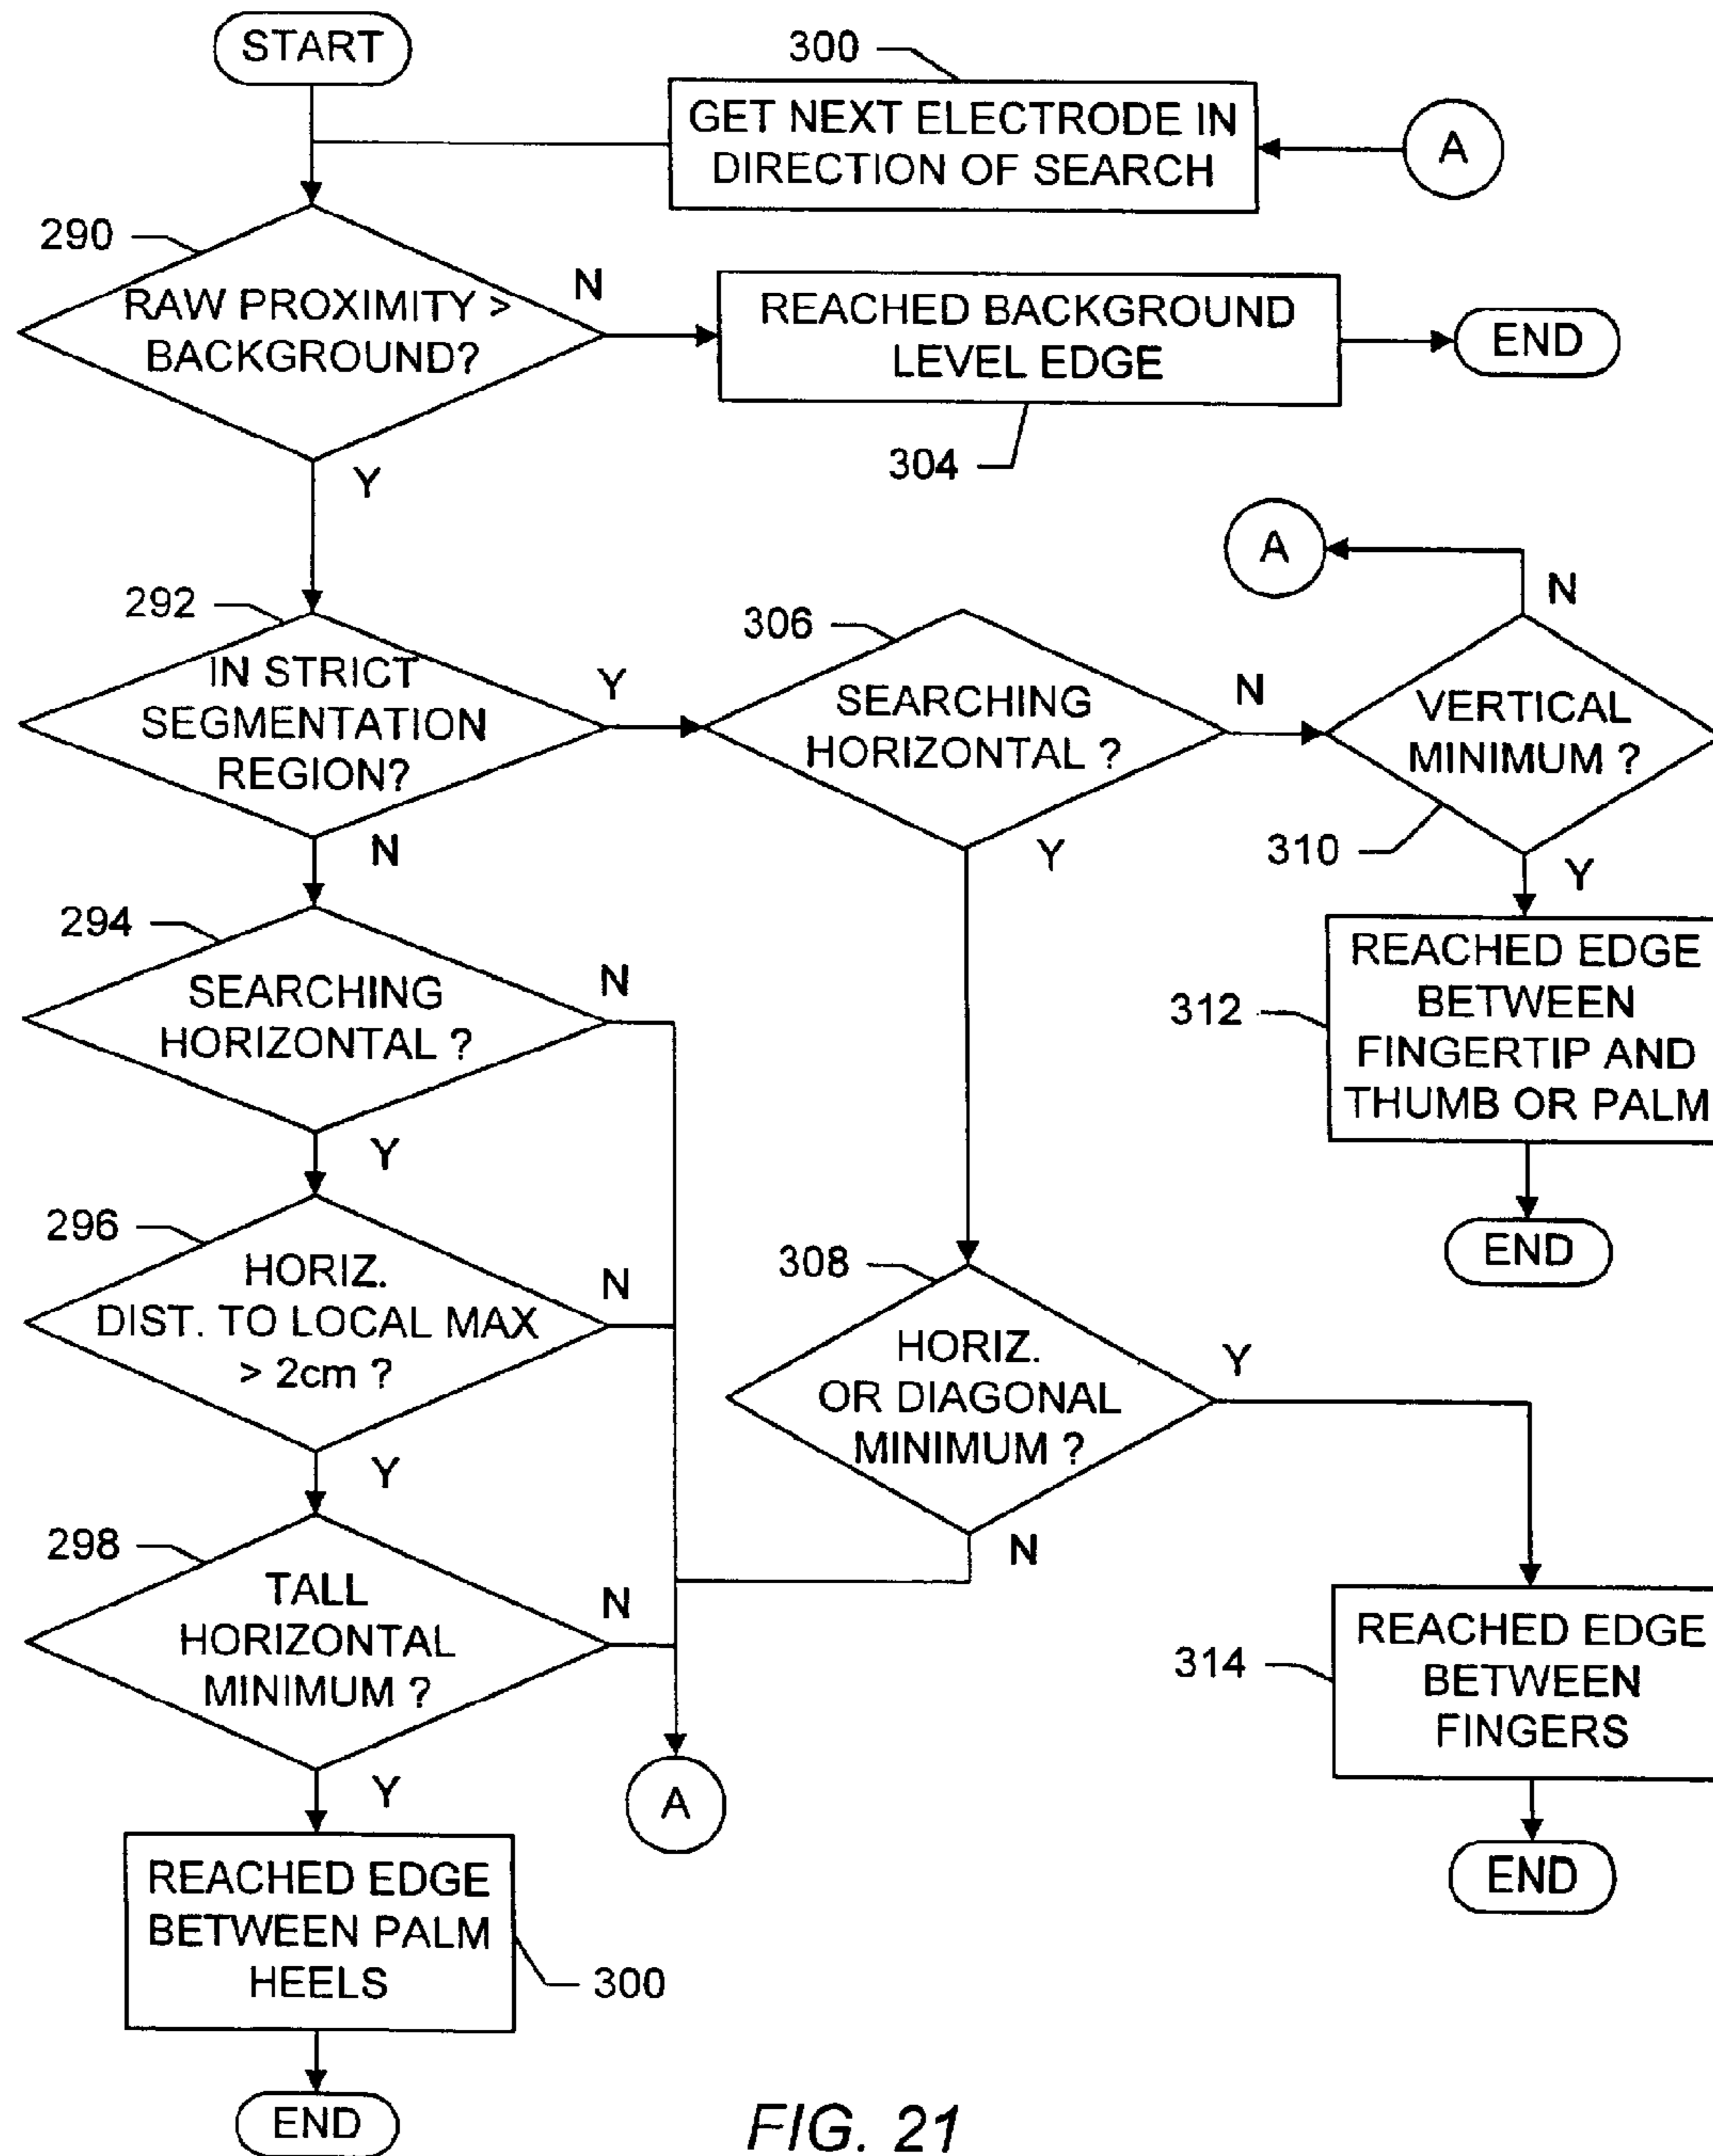 START
300
GET NEXT ELECTRODE IN
DIRECTION OF SEARCH
A
290
RAW PROXIMITY >
BACKGROUND?
N
REACHED BACKGROUND
LEVEL EDGE
END
304
Y
A
N
292
IN STRICT
SEGMENTATION
REGION?
Y
306
SEARCHING
HORIZONTAL ?
N
VERTICAL
MINIMUM ?
310
N
Y
Y
294
SEARCHING
HORIZONTAL ?
N
312
REACHED EDGE
BETWEEN
FINGERTIP AND
THUMB OR PALM
Y
END
296
HORIZ.
DIST. TO LOCAL MAX
> 2cm ?
N
308
HORIZ.
OR DIAGONAL
MINIMUM ?
Y
Y
N
298
TALL
HORIZONTAL
MINIMUM ?
N
314
REACHED EDGE
BETWEEN
FINGERS
Y
A
END
REACHED EDGE
BETWEEN PALM
HEELS
300
END
FIG. 21